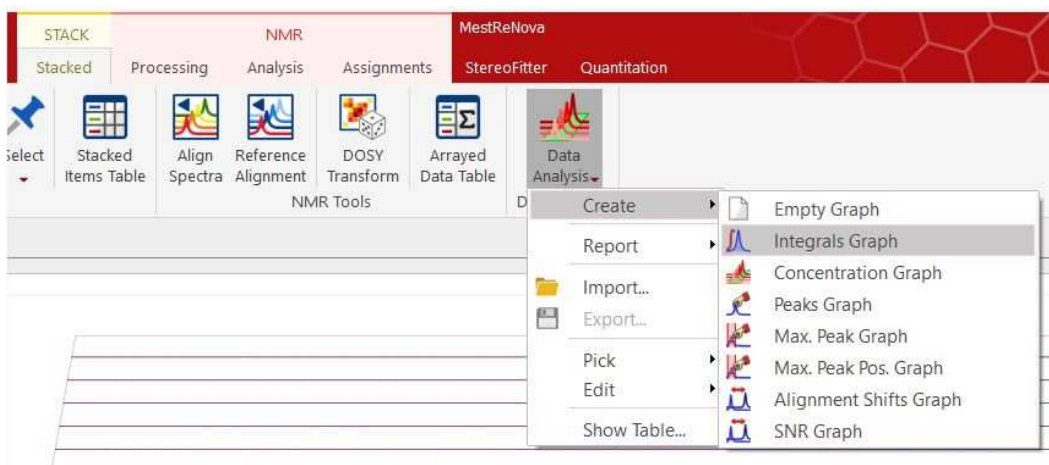 STACK
NMR
MestReNova
Stacked
Processing
Analysis
Assignments
StereoFitter
Quantitation
Select
Stacked
Items Table
Align
Spectra
Reference
Alignment
DOSY
Transform
Arrayed
Data Table
Data
Analysis
NMR Tools
D
Create
Report
Import...
Export...
Pick
Edit
Show Table...
Empty Graph
Integrals Graph
Concentration Graph
Peaks Graph
Max. Peak Graph
Max. Peak Pos. Graph
Alignment Shifts Graph
SNR Graph